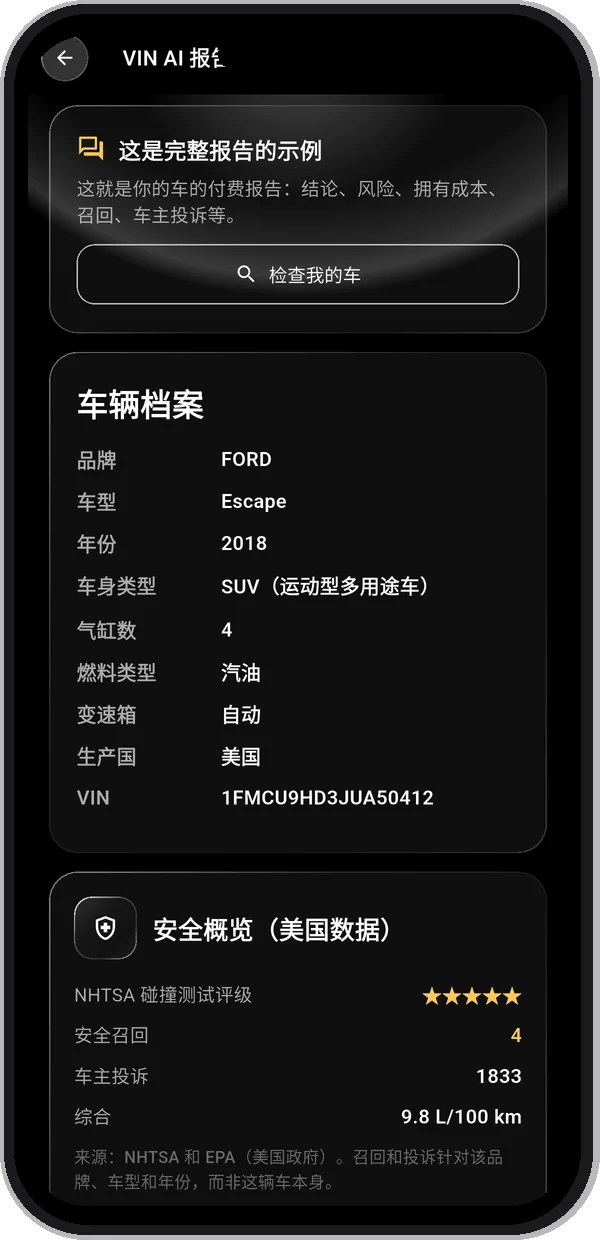 VIN AI 报
这是完整报告的示例
这就是你的车的付费报告：结论、风险、拥有成本、
召回、车主投诉等。
检查我的车
车辆档案
品牌 FORD
车型 Escape
年份 2018
车身类型 SUV（运动型多用途车）
气缸数 4
燃料类型 汽油
变速箱 自动
生产国 美国
VIN 1FMCU9HD3JUA50412
安全概览（美国数据）
NHTSA 碰撞测试评级 ★★★★★
安全召回 4
车主投诉 1833
综合 9.8 L/100 km
来源：NHTSA 和 EPA（美国政府）。召回和投诉针对该品
牌、车型和年份，而非这辆车本身。